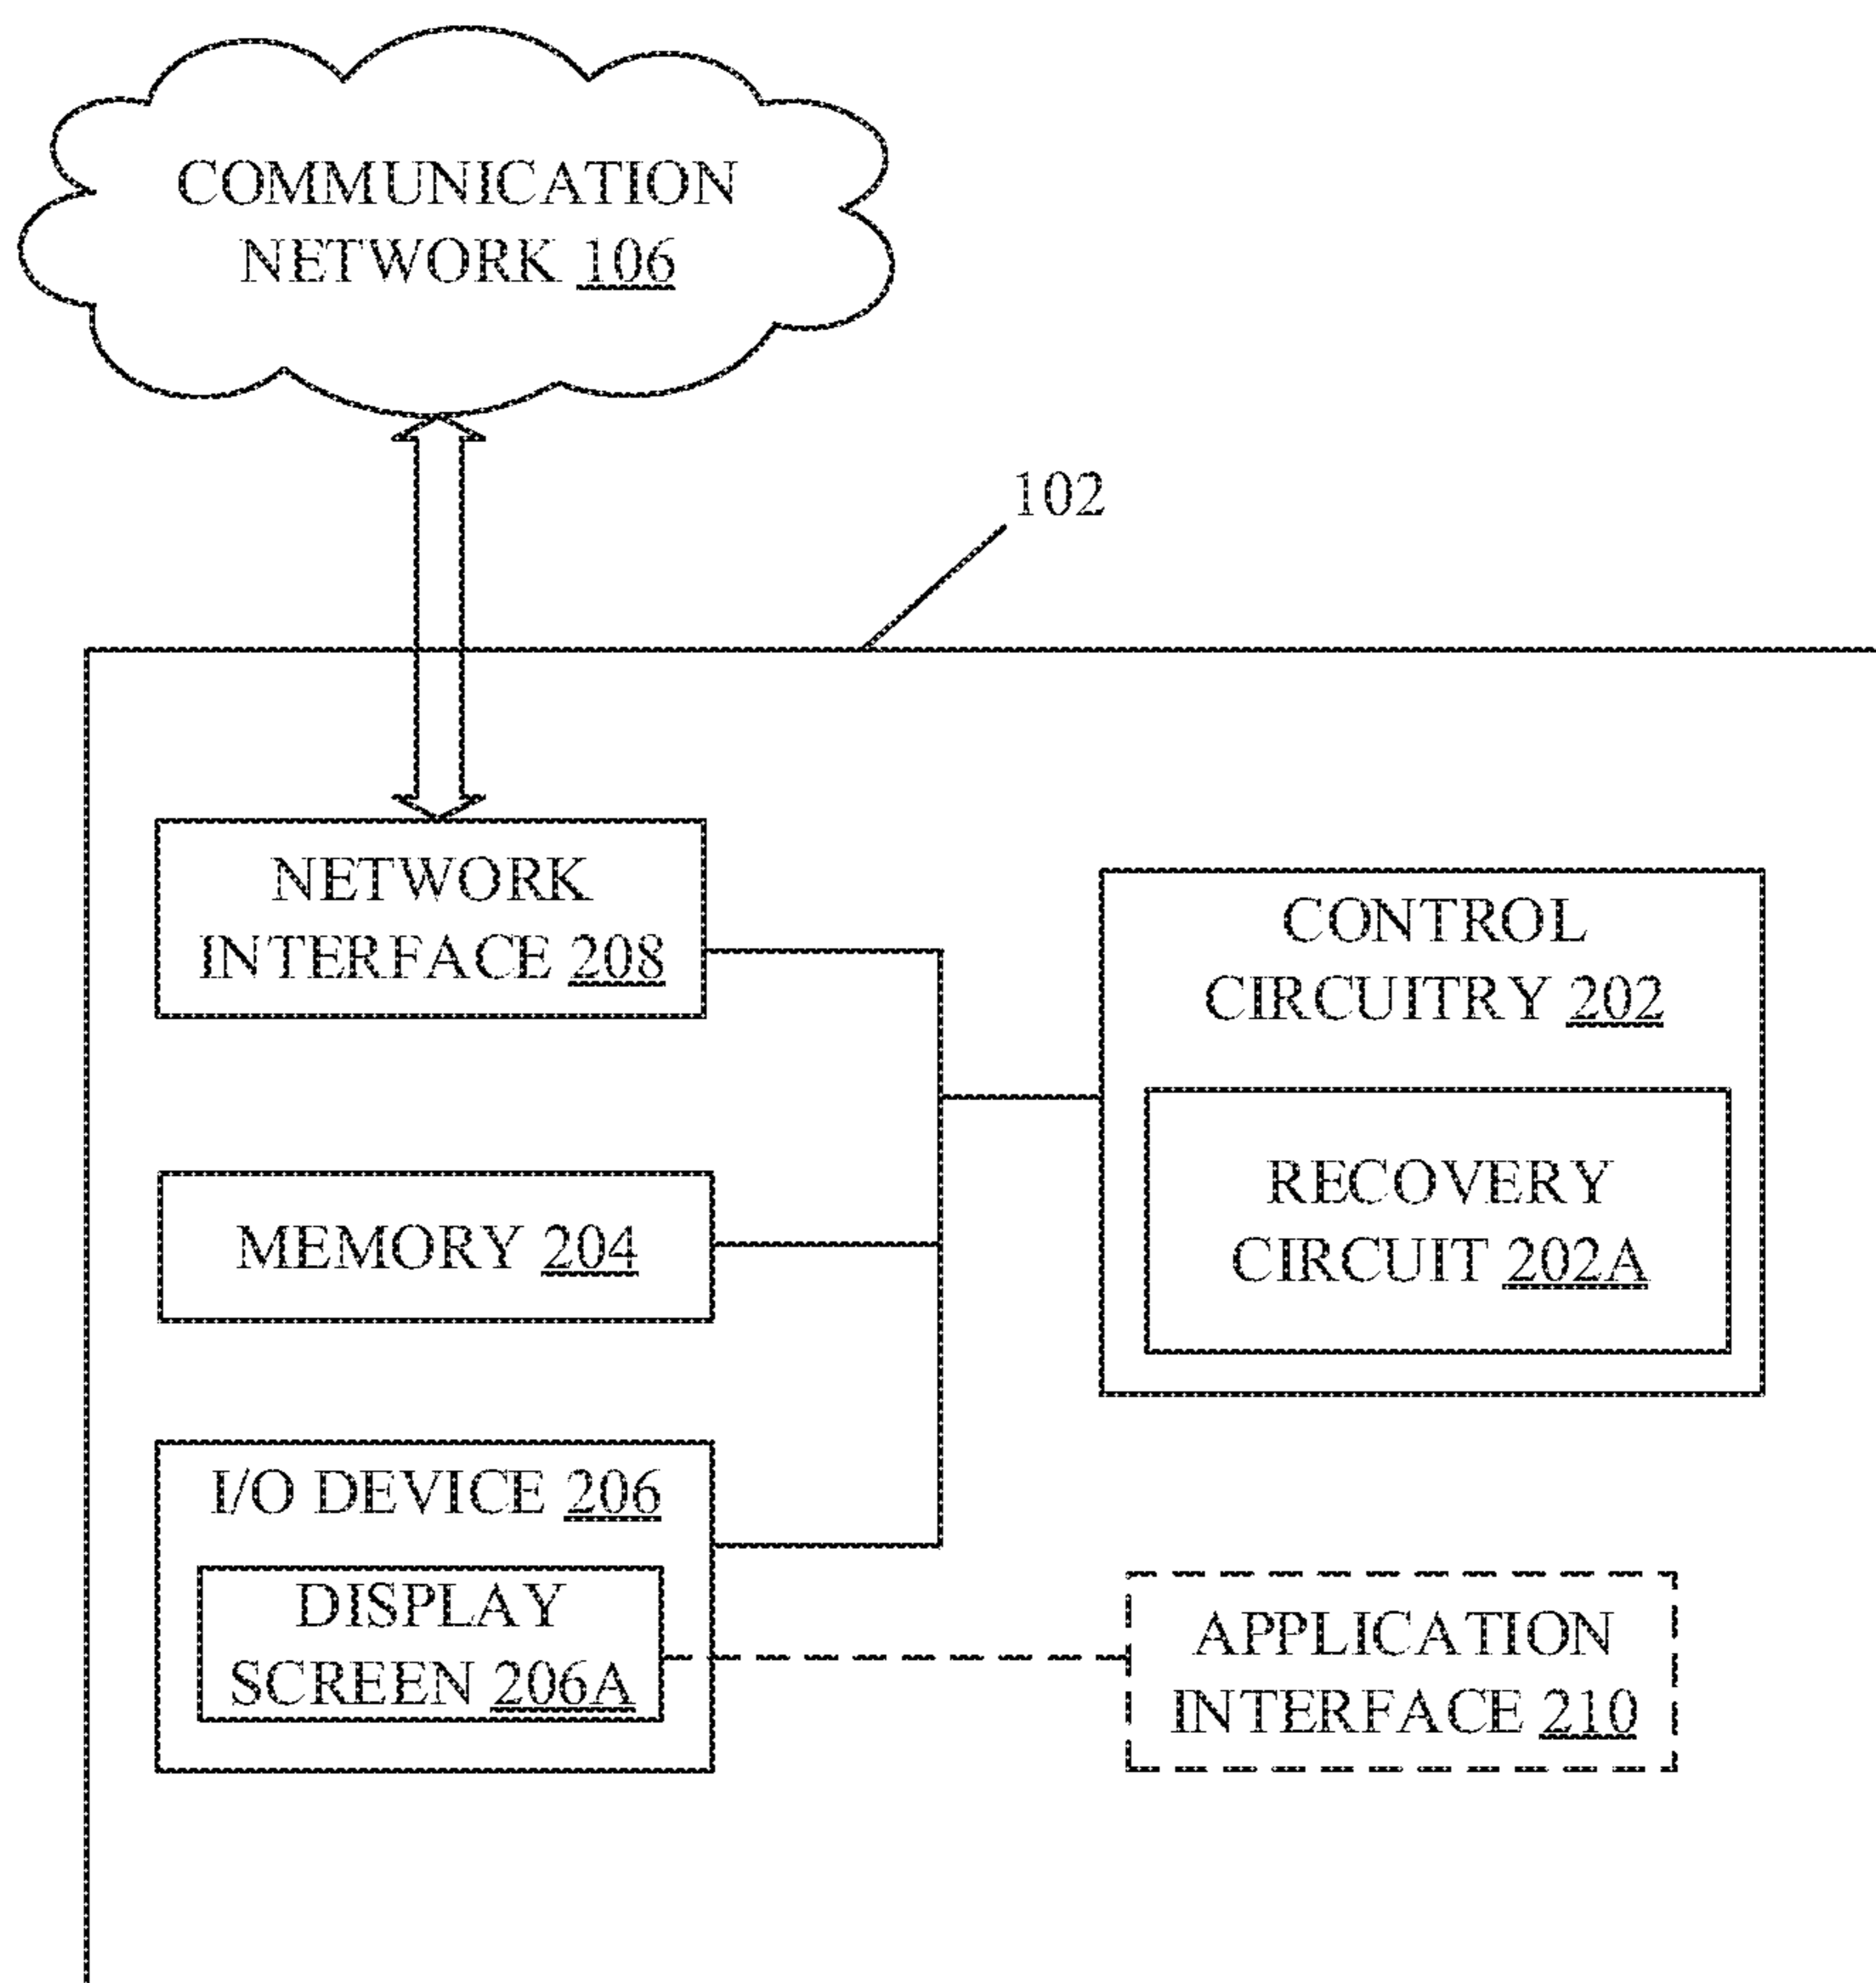 COMMUNICATION
NETWORK 106
102
NETWORK
INTERFACE 208
CONTROL
CIRCUITRY 202
RECOVERY
CIRCUIT 202A
MEMORY 204
I/O DEVICE 206
DISPLAY
SCREEN 206A
APPLICATION
INTERFACE 210